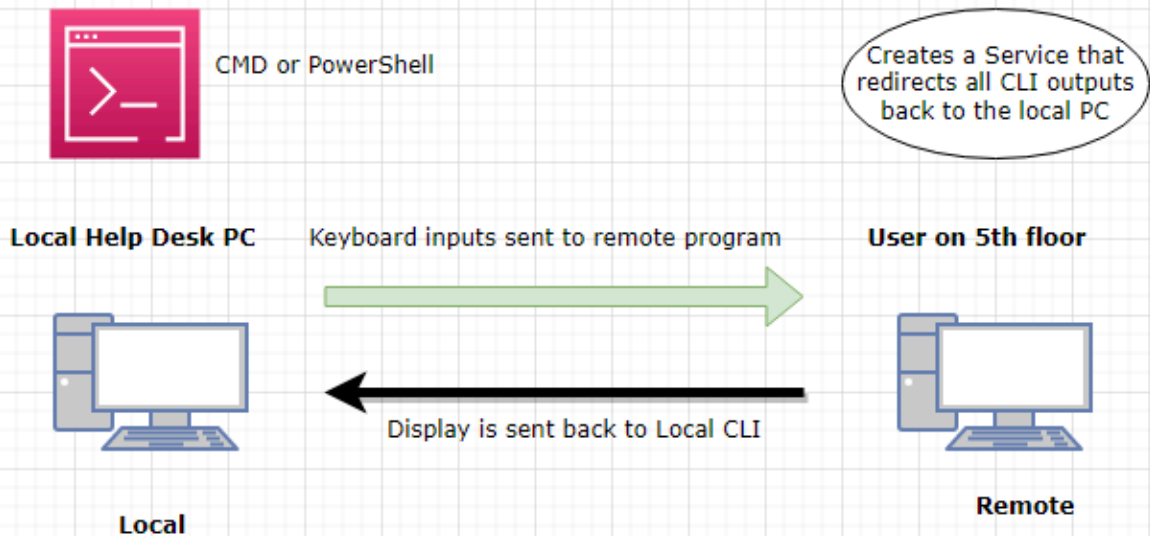 CMD or PowerShell
Creates a Service that
redirects all CLI outputs
back to the local PC
Local Help Desk PC
Keyboard inputs sent to remote program
User on 5th floor
Display is sent back to Local CLI
Local
Remote